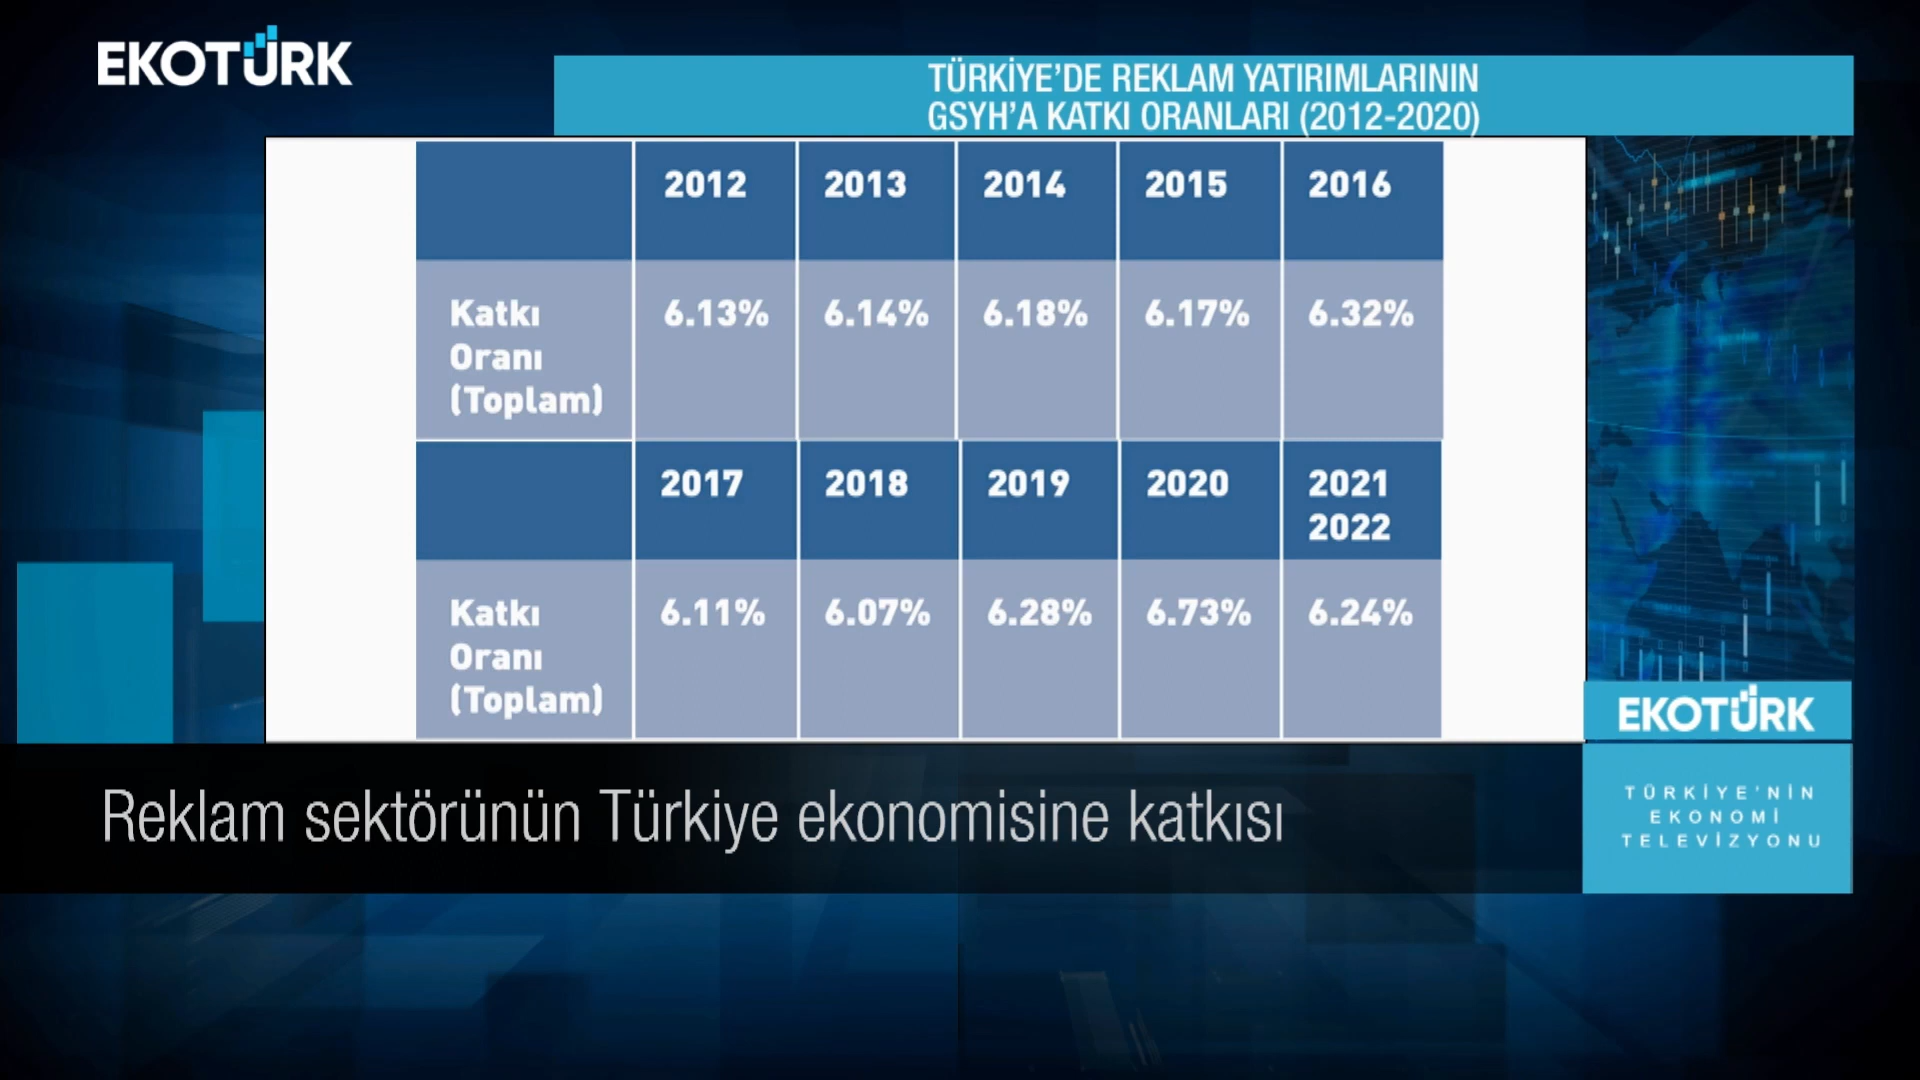 EKOTÜRK
TÜRKİYE'DE REKLAM YATIRIMLARININ
GSYH'A KATKI ORANLARI (2012-2020)
2012 2013 2014 2015 2016
Katkı
Oranı
(Toplam)
6.13% 6.14% 6.18% 6.17% 6.32%
2017 2018 2019 2020 2021
2022
Katkı
Oranı
(Toplam)
6.11% 6.07% 6.28% 6.73% 6.24%
EKOTÜRK
Reklam sektörünün Türkiye ekonomisine katkısı
TÜRKİYE'NİN
EKONOMİ
TELEVİZYONU